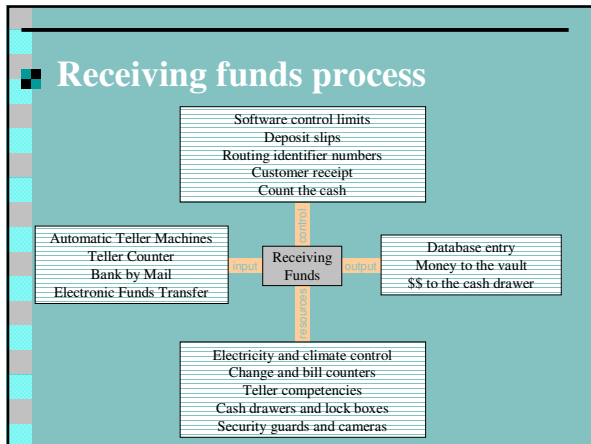 Receiving funds process
Software control limits
Deposit slips
Routing identifier numbers
Customer receipt
Count the cash
control
Automatic Teller Machines
Teller Counter
Bank by Mail
Electronic Funds Transfer
input
Receiving
Funds
output
Database entry
Money to the vault
$$ to the cash drawer
resources
Electricity and climate control
Change and bill counters
Teller competencies
Cash drawers and lock boxes
Security guards and cameras